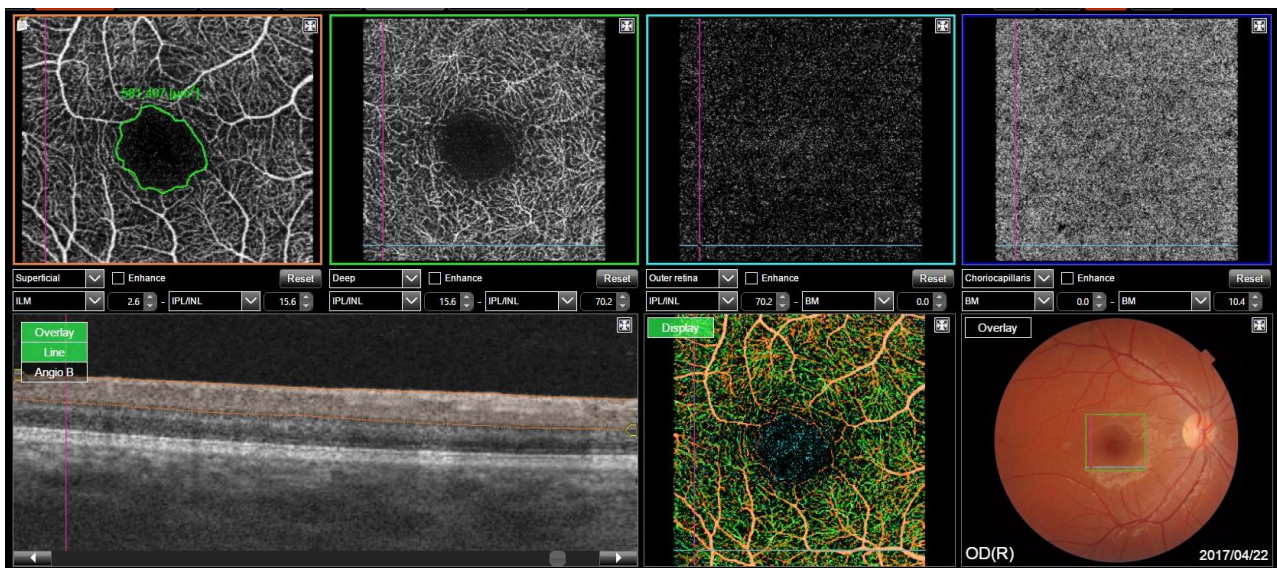 Superficial Enhance Reset
Deep Enhance Reset
Outer retina Enhance Reset
Choriocapillaris Enhance Reset
ILM 2.6 – IPL/INL 15.6
IPL/INL 15.6 – IPL/INL 70.2
IPL/INL 70.2 – BM 0.0
BM 0.0 – BM 10.4
Overlay
Line
Angio B
Display
Overlay
OD(R) 2017/04/22